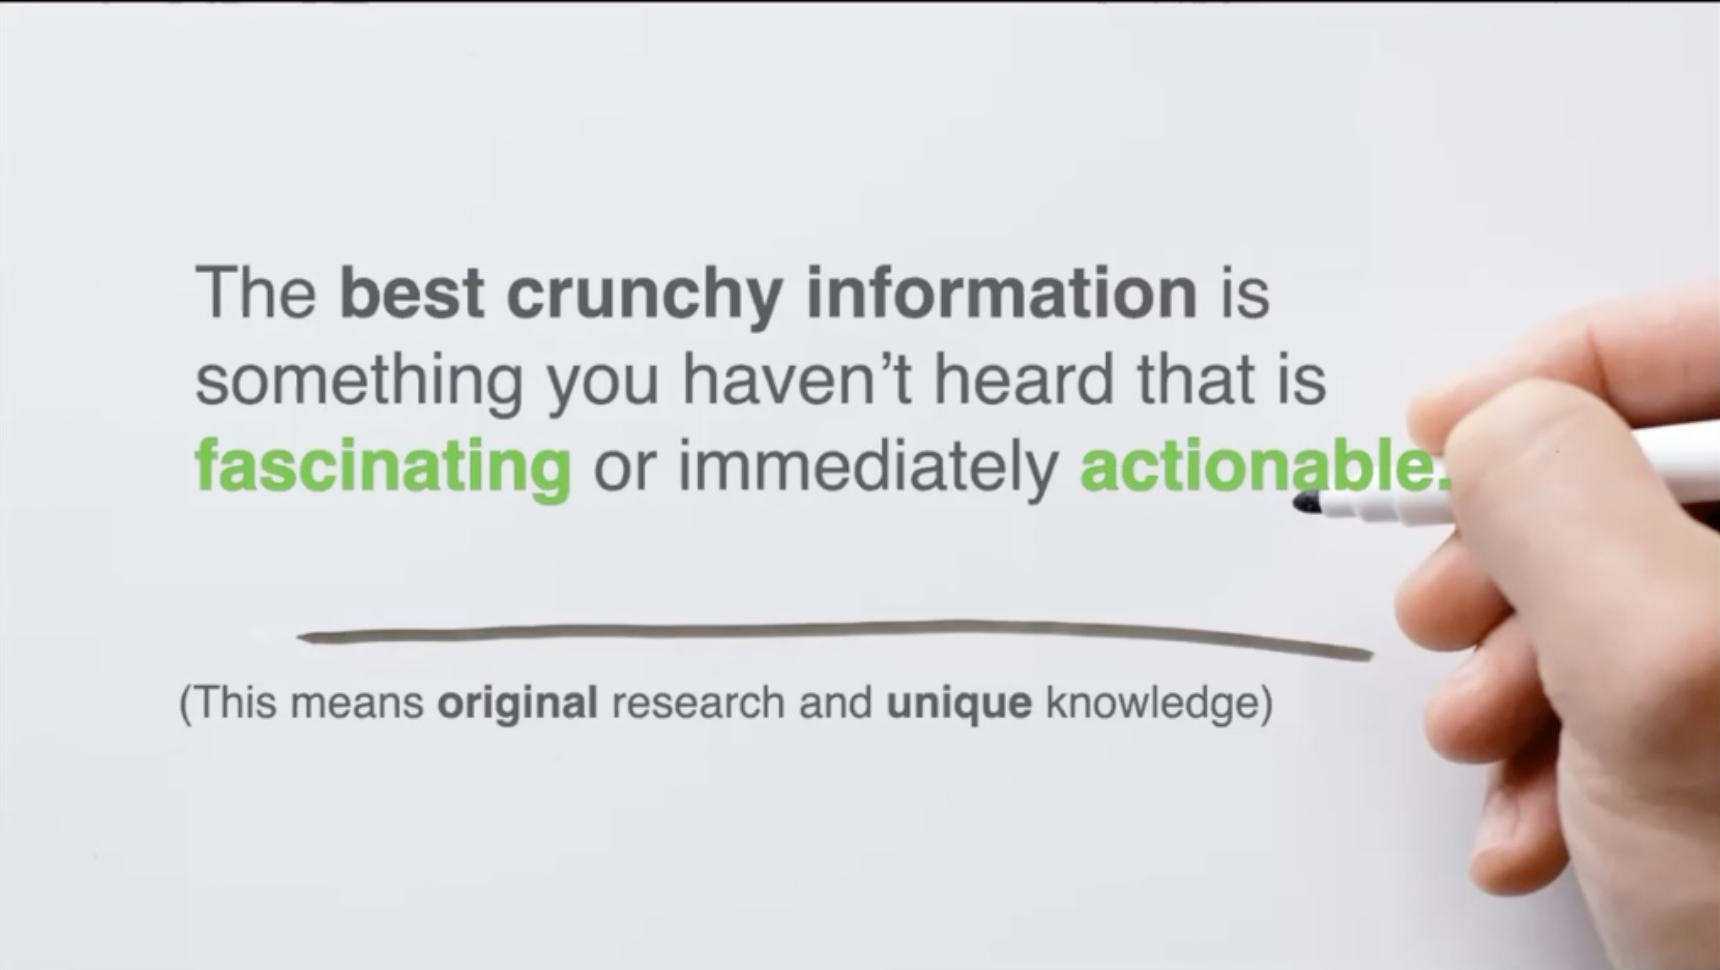 The best crunchy information is
something you haven’t heard that is
fascinating or immediately actionable.
(This means original research and unique knowledge)